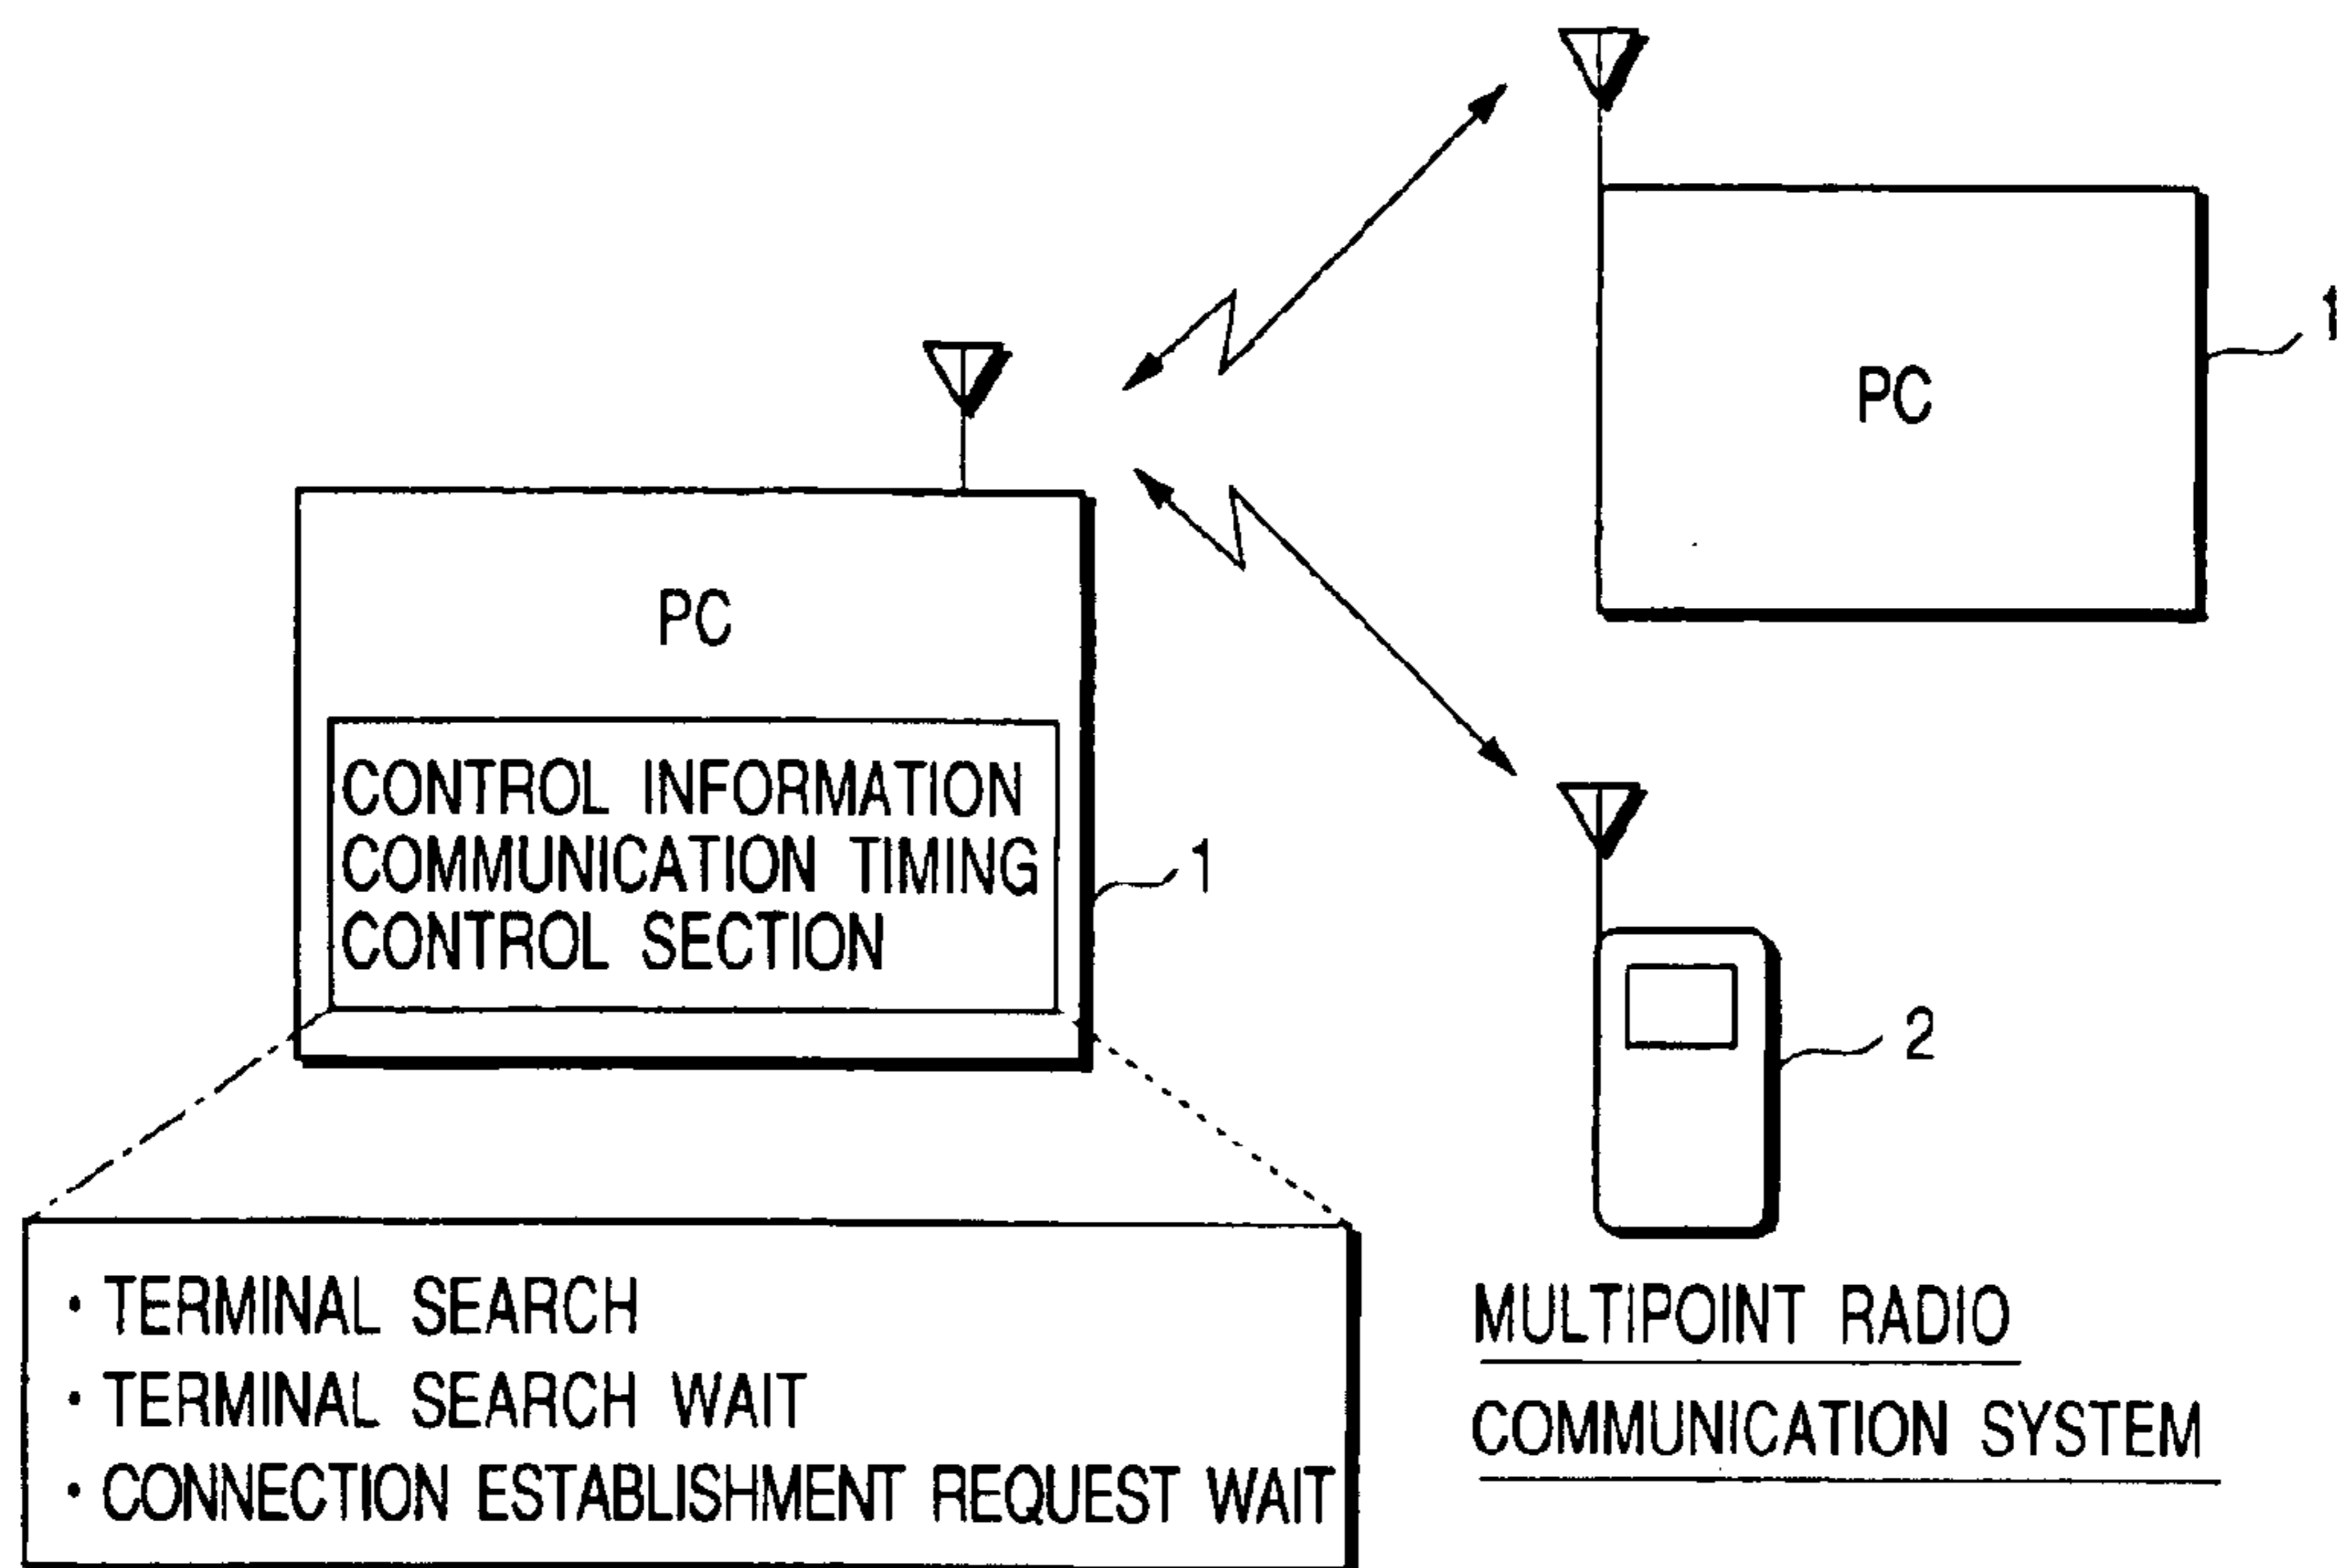 PC
1
PC
CONTROL INFORMATION
COMMUNICATION TIMING
CONTROL SECTION
1
2
• TERMINAL SEARCH
• TERMINAL SEARCH WAIT
• CONNECTION ESTABLISHMENT REQUEST WAIT
MULTIPOINT RADIO
COMMUNICATION SYSTEM